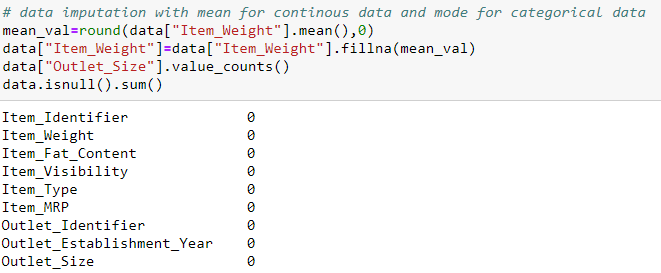 # data imputation with mean for continous data and mode for categorical data
mean_val=round(data["Item_Weight"].mean(),0)
data["Item_Weight"]=data["Item_Weight"].fillna(mean_val)
data["Outlet_Size"].value_counts()
data.isnull().sum()
Item_Identifier 0
Item_Weight 0
Item_Fat_Content 0
Item_Visibility 0
Item_Type 0
Item_MRP 0
Outlet_Identifier 0
Outlet_Establishment_Year 0
Outlet_Size 0